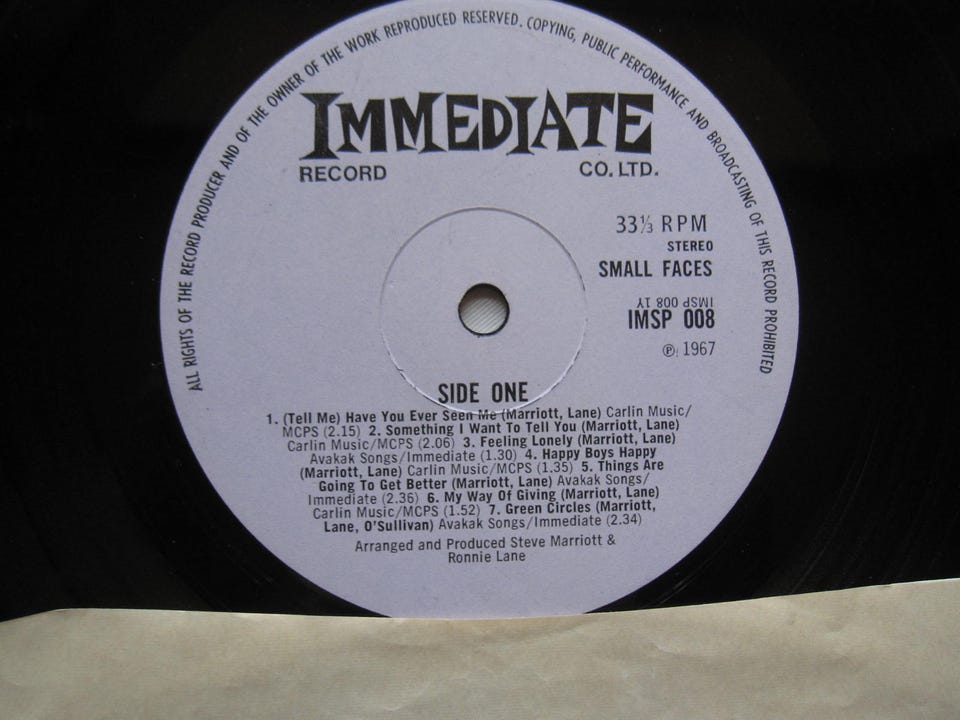 ALL RIGHTS OF THE RECORD PRODUCER AND OF THE OWNER OF THE WORK REPRODUCED RESERVED. COPYING, PUBLIC PERFORMANCE AND BROADCASTING OF THIS RECORD PROHIBITED
IMMEDIATE
RECORD CO. LTD.
33⅓ RPM
STEREO
SMALL FACES
IMSP 008 1Y
IMSP 008
℗ 1967
SIDE ONE
1. (Tell Me) Have You Ever Seen Me (Marriott, Lane) Carlin Music/
MCPS (2.15) 2. Something I Want To Tell You (Marriott, Lane)
Carlin Music/MCPS (2.06) 3. Feeling Lonely (Marriott, Lane)
Avakak Songs/Immediate (1.30) 4. Happy Boys Happy
(Marriott, Lane) Carlin Music/MCPS (1.35) 5. Things Are
Going To Get Better (Marriott, Lane) Avakak Songs/
Immediate (2.36) 6. My Way Of Giving (Marriott, Lane)
Carlin Music/MCPS (1.52) 7. Green Circles (Marriott,
Lane, O'Sullivan) Avakak Songs/Immediate (2.34)
Arranged and Produced Steve Marriott &
Ronnie Lane